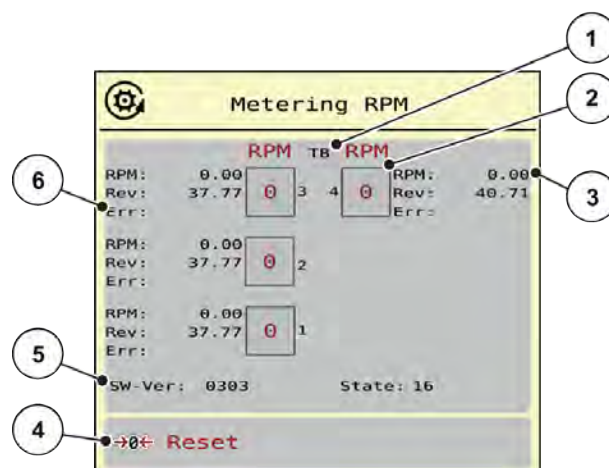 1
Metering RPM
2
RPM TB RPM
RPM: 0.00 RPM: 0.00
6 Rev: 37.77 0 3 4 0 Rev: 40.71 3
Err: Err:
RPM: 0.00
Rev: 37.77 0 2
Err:
RPM: 0.00
Rev: 37.77 0 1
Err:
5
SW-Ver: 0303 State: 16
4 →0← Reset